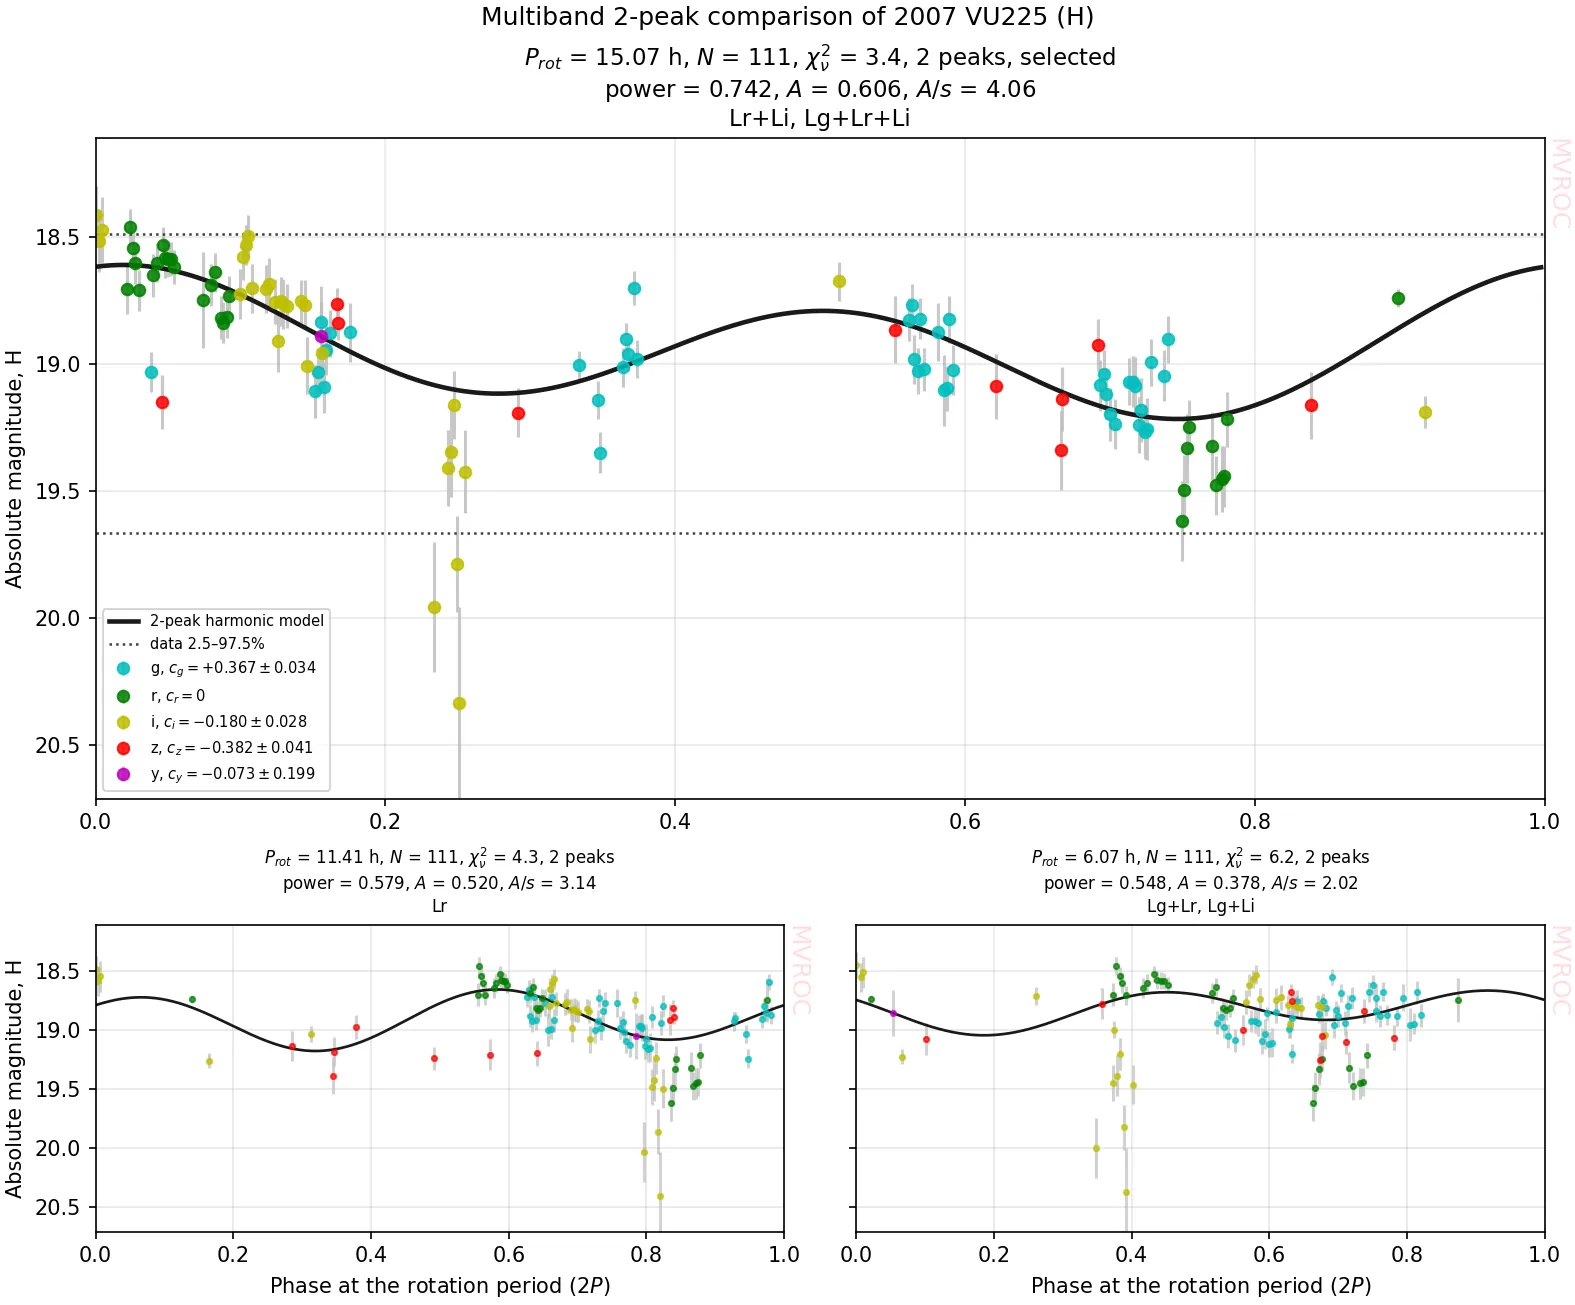 Multiband 2-peak comparison of 2007 VU225 (H)
P_rot = 15.07 h, N = 111, χ²_ν = 3.4, 2 peaks, selected
power = 0.742, A = 0.606, A/s = 4.06
Lr+Li, Lg+Lr+Li
MVROC
Absolute magnitude, H
18.5
19.0
19.5
20.0
20.5
2-peak harmonic model
data 2.5–97.5%
g, c_g = +0.367 ± 0.034
r, c_r = 0
i, c_i = −0.180 ± 0.028
z, c_z = −0.382 ± 0.041
y, c_y = −0.073 ± 0.199
0.0 0.2 0.4 0.6 0.8 1.0
P_rot = 11.41 h, N = 111, χ²_ν = 4.3, 2 peaks
power = 0.579, A = 0.520, A/s = 3.14
Lr
MVROC
Absolute magnitude, H
18.5
19.0
19.5
20.0
20.5
0.0 0.2 0.4 0.6 0.8 1.0
Phase at the rotation period (2P)
P_rot = 6.07 h, N = 111, χ²_ν = 6.2, 2 peaks
power = 0.548, A = 0.378, A/s = 2.02
Lg+Lr, Lg+Li
MVROC
0.0 0.2 0.4 0.6 0.8 1.0
Phase at the rotation period (2P)